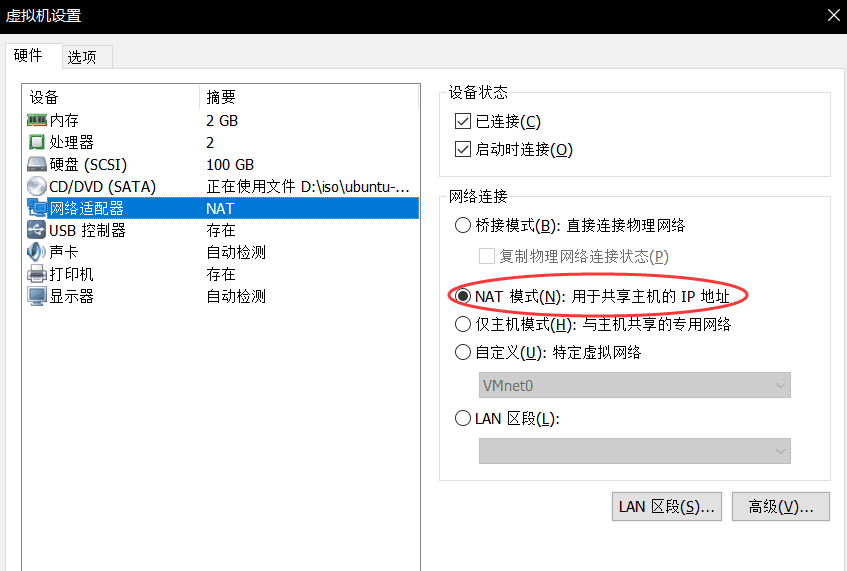 虚拟机设置
硬件 选项
设备 摘要
内存 2 GB
处理器 2
硬盘 (SCSI) 100 GB
CD/DVD (SATA) 正在使用文件 D:\iso\ubuntu-...
网络适配器 NAT
USB 控制器 存在
声卡 自动检测
打印机 存在
显示器 自动检测
设备状态
已连接(C)
启动时连接(O)
网络连接
桥接模式(B): 直接连接物理网络
复制物理网络连接状态(P)
NAT 模式(N): 用于共享主机的 IP 地址
仅主机模式(H): 与主机共享的专用网络
自定义(U): 特定虚拟网络
VMnet0
LAN 区段(L):
LAN 区段(S)... 高级(V)...